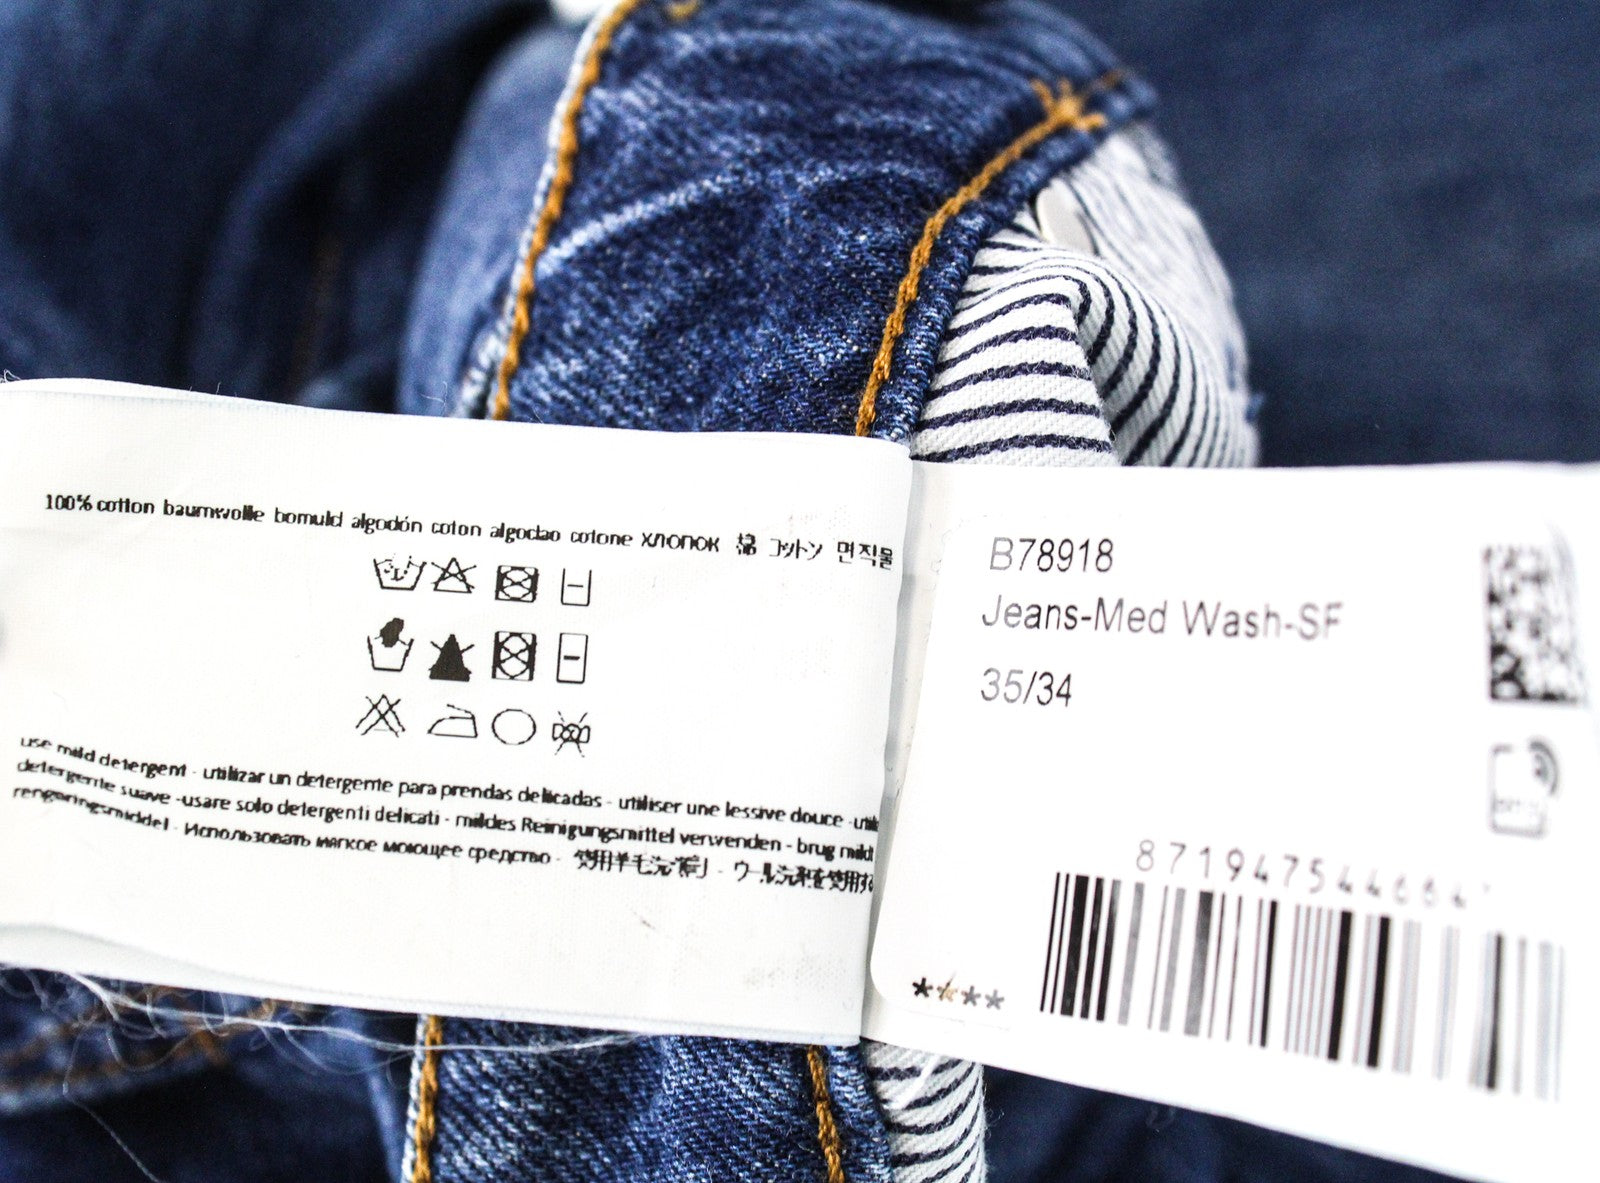 100% cotton baumwolle bomuld algodón coton algodao cotone ХЛОПОК 棉 コットン 면직물
use mild detergent - utilizar un detergente para prendas delicadas - utiliser une lessive douce -
detergente suave -usare solo detergenti delicati - mildes Reinigungsmittel verwenden - brug mildt
rengøringsmiddel - Использовать мягкое моющее средство -
B78918
Jeans-Med Wash-SF
35/34
8719475446647
****